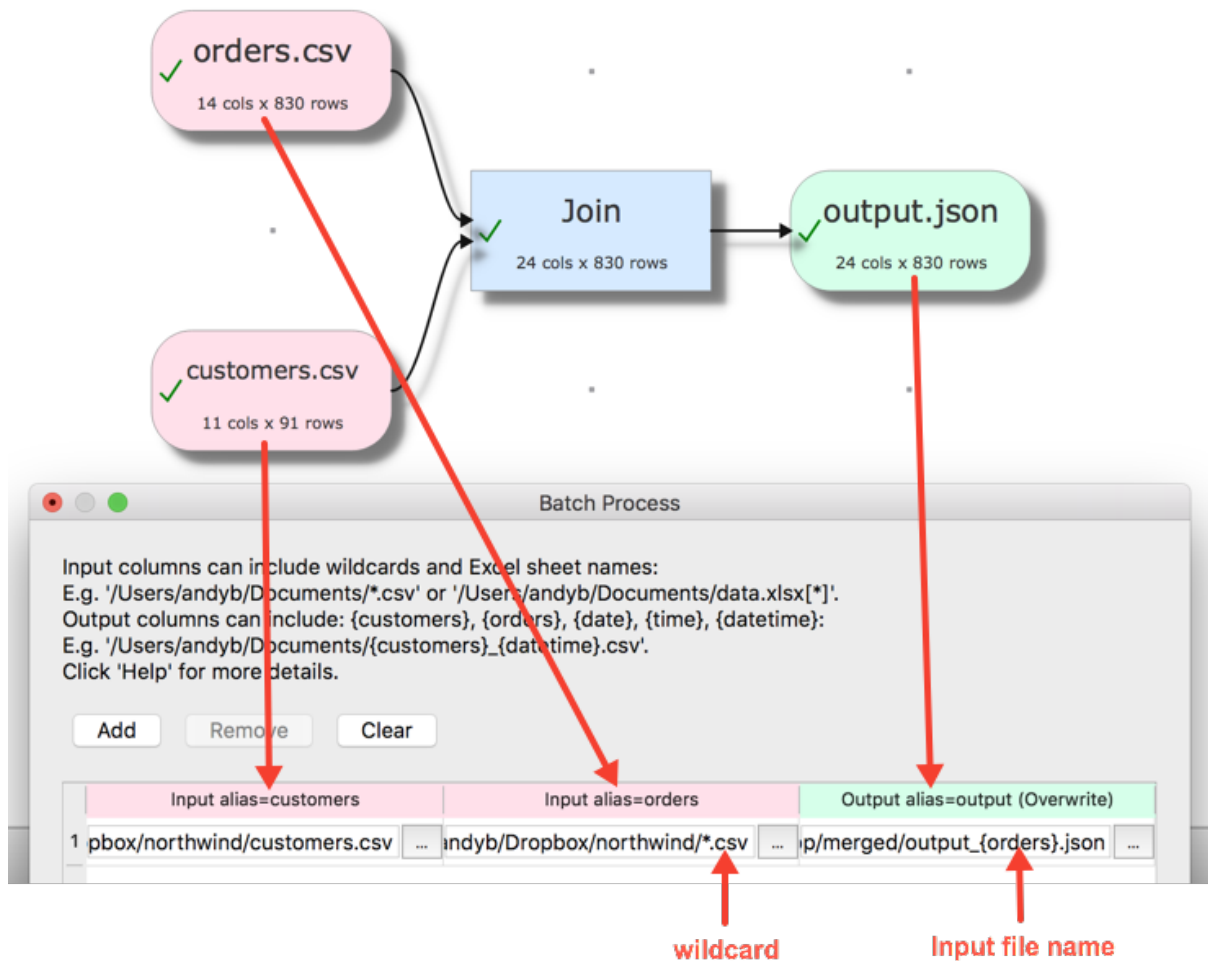 orders.csv
14 cols x 830 rows
Join
24 cols x 830 rows
output.json
24 cols x 830 rows
customers.csv
11 cols x 91 rows
Batch Process
Input columns can include wildcards and Excel sheet names:
E.g. '/Users/andyb/Documents/*.csv' or '/Users/andyb/Documents/data.xlsx[*]'.
Output columns can include: {customers}, {orders}, {date}, {time}, {datetime}:
E.g. '/Users/andyb/Documents/{customers}_{datetime}.csv'.
Click 'Help' for more details.
Add Remove Clear
Input alias=customers Input alias=orders Output alias=output (Overwrite)
1 pbox/northwind/customers.csv ... andyb/Dropbox/northwind/*.csv ... p/merged/output_{orders}.json ...
wildcard Input file name